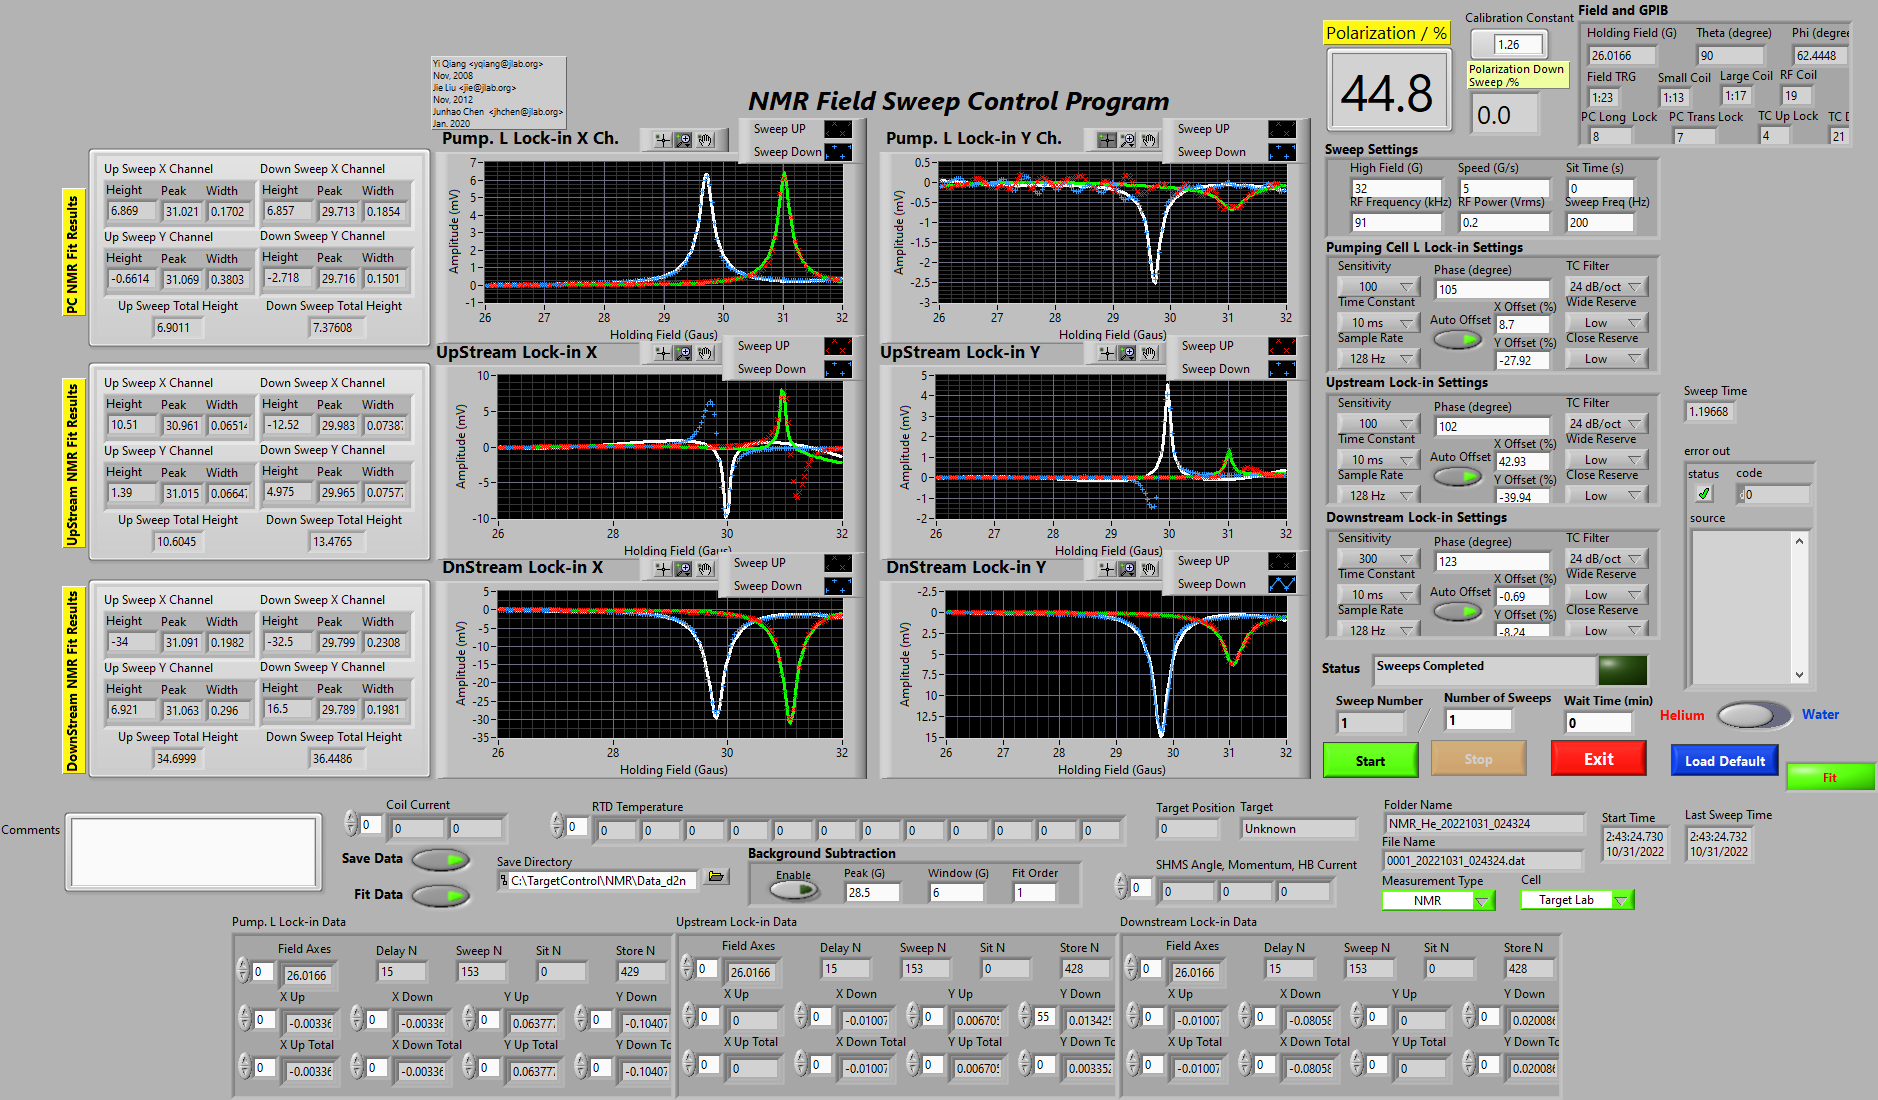 Yi Qiang <yqiang@jlab.org>
Nov, 2008
Jie Liu <jie@jlab.org>
Nov, 2012
Junhao Chen <jhchen@jlab.org>
Jan. 2020
NMR Field Sweep Control Program
Polarization / %
44.8
Calibration Constant
1.26
Polarization Down
Sweep /%
0.0
Field and GPIB
Holding Field (G) Theta (degree) Phi (degree
26.0166 90 62.4448
Field TRG Small Coil Large Coil RF Coil
1:23 1:13 1:17 19
PC Long Lock PC Trans Lock TC Up Lock TC D
8 7 4 21
PC NMR Fit Results
Up Sweep X Channel Down Sweep X Channel
Height Peak Width Height Peak Width
6.869 31.021 0.1702 6.857 29.713 0.1854
Up Sweep Y Channel Down Sweep Y Channel
Height Peak Width Height Peak Width
-0.6614 31.069 0.3803 -2.718 29.716 0.1501
Up Sweep Total Height Down Sweep Total Height
6.9011 7.37608
Pump. L Lock-in X Ch.
Sweep UP
Sweep Down
Amplitude (mV)
7
6
5
4
3
2
1
0
-1
26 27 28 29 30 31 32
Holding Field (Gaus)
Pump. L Lock-in Y Ch.
Sweep UP
Sweep Down
Amplitude (mV)
0.5
0
-0.5
-1
-1.5
-2
-2.5
-3
26 27 28 29 30 31 32
Holding Field (Gaus)
UpStream NMR Fit Results
Up Sweep X Channel Down Sweep X Channel
Height Peak Width Height Peak Width
10.51 30.961 0.06514 -12.52 29.983 0.07387
Up Sweep Y Channel Down Sweep Y Channel
Height Peak Width Height Peak Width
1.39 31.015 0.06647 4.975 29.965 0.07577
Up Sweep Total Height Down Sweep Total Height
10.6045 13.4765
UpStream Lock-in X
Sweep UP
Sweep Down
Amplitude (mV)
10
5
0
-5
-10
26 28 30 32
Holding Field (Gaus)
UpStream Lock-in Y
Sweep UP
Sweep Down
Amplitude (mV)
5
4
3
2
1
0
-1
-2
26 27 28 29 30 31 32
Holding Field (Gaus)
DownStream NMR Fit Results
Up Sweep X Channel Down Sweep X Channel
Height Peak Width Height Peak Width
-34 31.091 0.1982 -32.5 29.799 0.2308
Up Sweep Y Channel Down Sweep Y Channel
Height Peak Width Height Peak Width
6.921 31.063 0.296 16.5 29.789 0.1981
Up Sweep Total Height Down Sweep Total Height
34.6999 36.4486
DnStream Lock-in X
Sweep UP
Sweep Down
Amplitude (mV)
5
0
-5
-10
-15
-20
-25
-30
-35
26 28 30 32
Holding Field (Gaus)
DnStream Lock-in Y
Sweep UP
Sweep Down
Amplitude (mV)
-2.5
0
2.5
5
7.5
10
12.5
15
26 27 28 29 30 31 32
Holding Field (Gaus)
Sweep Settings
High Field (G) Speed (G/s) Sit Time (s)
32 5 0
RF Frequency (kHz) RF Power (Vrms) Sweep Freq (Hz)
91 0.2 200
Pumping Cell L Lock-in Settings
Sensitivity Phase (degree) TC Filter
100 105 24 dB/oct
Time Constant X Offset (%) Wide Reserve
10 ms Auto Offset 8.7 Low
Sample Rate Y Offset (%) Close Reserve
128 Hz -27.92 Low
Upstream Lock-in Settings
Sensitivity Phase (degree) TC Filter
100 102 24 dB/oct
Time Constant X Offset (%) Wide Reserve
10 ms Auto Offset 42.93 Low
Sample Rate Y Offset (%) Close Reserve
128 Hz -39.94 Low
Downstream Lock-in Settings
Sensitivity Phase (degree) TC Filter
300 123 24 dB/oct
Time Constant X Offset (%) Wide Reserve
10 ms Auto Offset -0.69 Low
Sample Rate Y Offset (%) Close Reserve
128 Hz -8.24 Low
Sweep Time
1.19668
error out
status code
0
source
Status Sweeps Completed
Sweep Number Number of Sweeps Wait Time (min)
1 / 1 0
Helium Water
Start Stop Exit Load Default Fit
Comments
Coil Current
0 0 0
Save Data
Fit Data
RTD Temperature
0 0 0 0 0 0 0 0 0 0 0 0 0
Save Directory
C:\TargetControl\NMR\Data_d2n
Background Subtraction
Enable Peak (G) Window (G) Fit Order
28.5 6 1
Target Position Target
0 Unknown
SHMS Angle, Momentum, HB Current
0 0 0 0
Folder Name
NMR_He_20221031_024324
File Name
0001_20221031_024324.dat
Measurement Type Cell
NMR Target Lab
Start Time
2:43:24.730
10/31/2022
Last Sweep Time
2:43:24.732
10/31/2022
Pump. L Lock-in Data
Field Axes Delay N Sweep N Sit N Store N
0 26.0166 15 153 0 429
X Up X Down Y Up Y Down
0 -0.00336 0 -0.00336 0 0.063777 0 -0.10407
X Up Total X Down Total Y Up Total Y Down To
0 -0.00336 0 -0.00336 0 0.063777 0 -0.10407
Upstream Lock-in Data
Field Axes Delay N Sweep N Sit N Store N
0 26.0166 15 153 0 428
X Up X Down Y Up Y Down
0 0 0 -0.01007 0 0.006705 55 0.013425
X Up Total X Down Total Y Up Total Y Down To
0 0 0 -0.01007 0 0.006705 0 0.003352
Downstream Lock-in Data
Field Axes Delay N Sweep N Sit N Store N
0 26.0166 15 153 0 428
X Up X Down Y Up Y Down
0 -0.01007 0 -0.08058 0 0 0 0.020086
X Up Total X Down Total Y Up Total Y Down To
0 -0.01007 0 -0.08058 0 0 0 0.020086